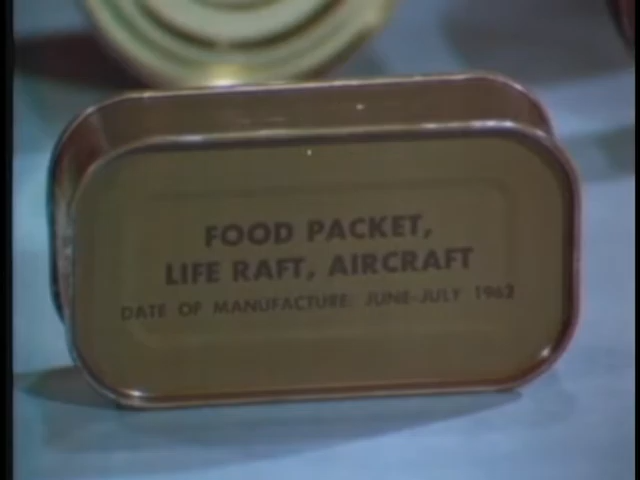 FOOD PACKET,
LIFE RAFT, AIRCRAFT
DATE OF MANUFACTURE: JUNE-JULY 1962